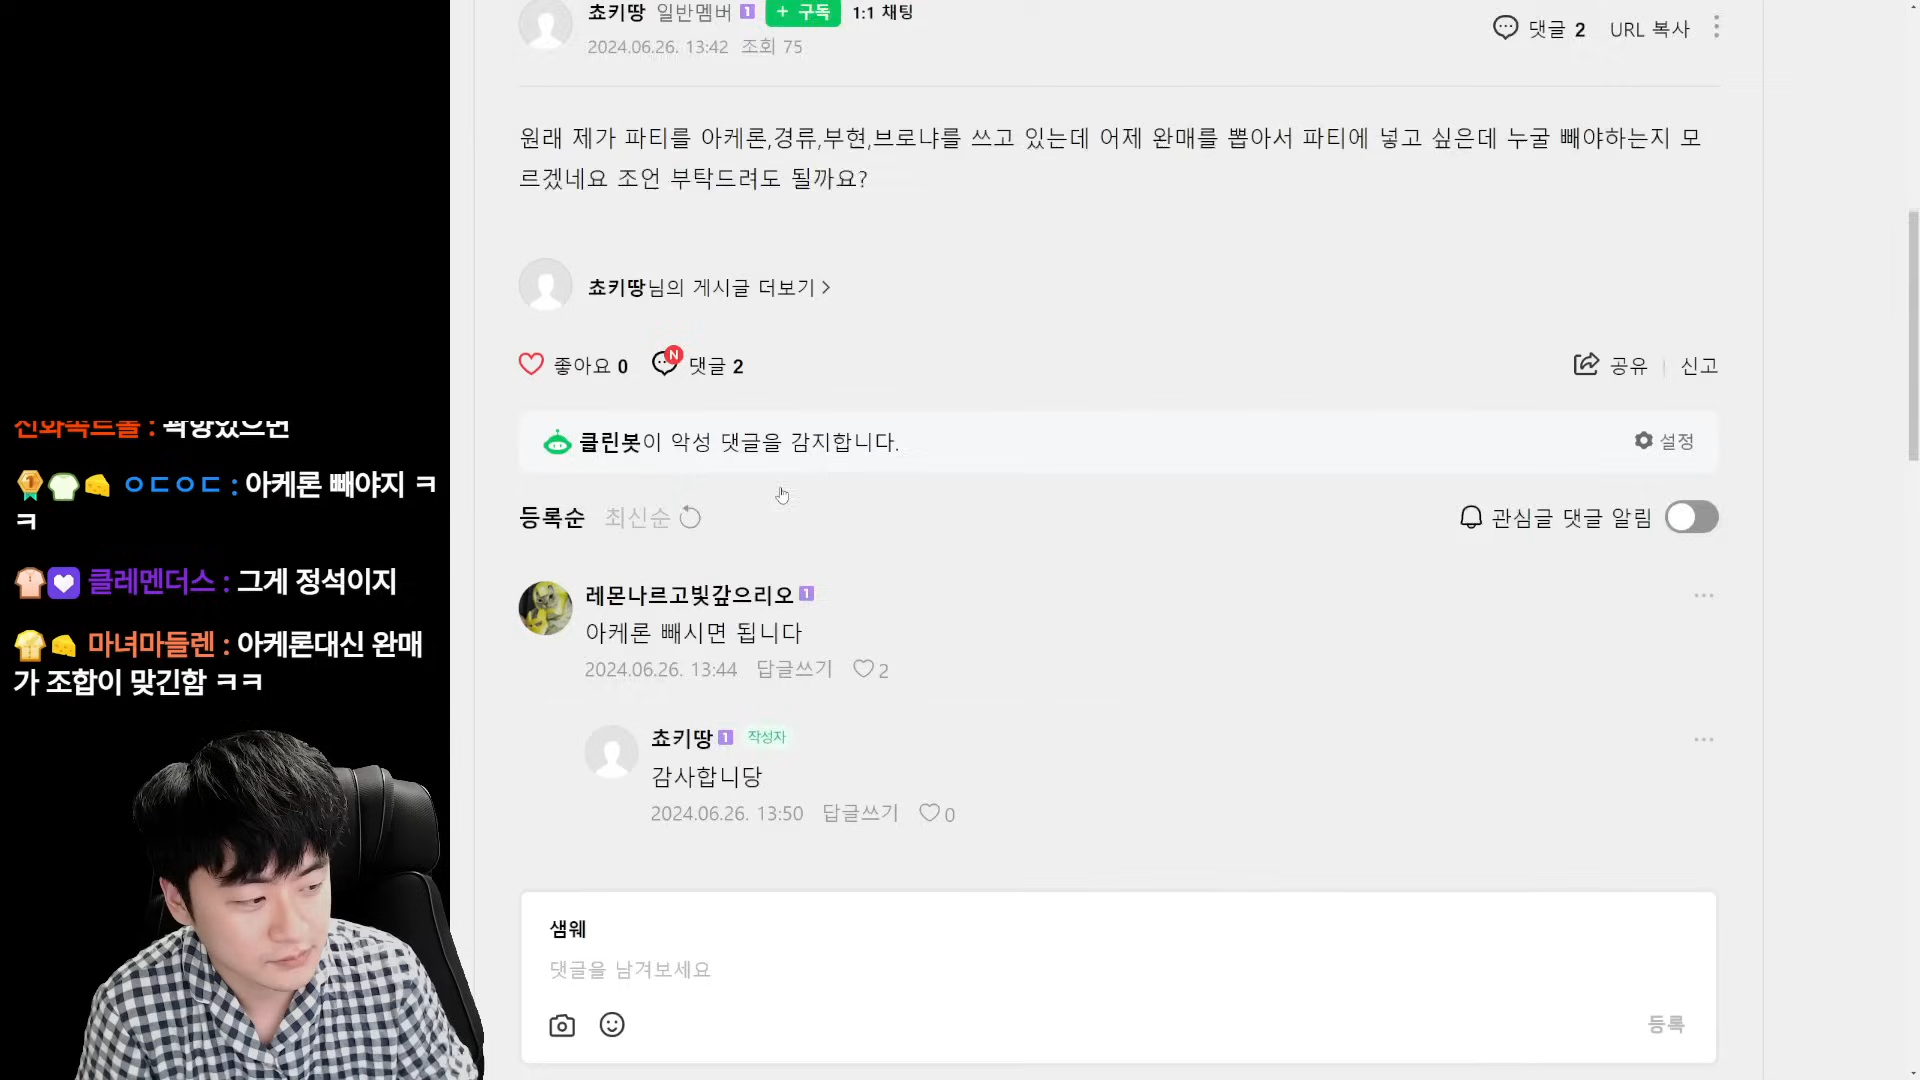 쵸키땅 일반멤버 1 + 구독 1:1 채팅
2024.06.26. 13:42 조회 75
댓글 2 URL 복사
원래 제가 파티를 아케론,경류,부현,브로냐를 쓰고 있는데 어제 완매를 뽑아서 파티에 넣고 싶은데 누굴 빼야하는지 모
르겠네요 조언 부탁드려도 될까요?
쵸키땅님의 게시글 더보기 >
좋아요 0 N 댓글 2
공유 신고
클린봇이 악성 댓글을 감지합니다.
설정
등록순 최신순
관심글 댓글 알림
레몬나르고빛갚으리오 1
아케론 빼시면 됩니다
2024.06.26. 13:44 답글쓰기 2
쵸키땅 1 작성자
감사합니당
2024.06.26. 13:50 답글쓰기 0
샘웨
댓글을 남겨보세요
등록
: 곽향있으면
ㅇㄷㅇㄷ : 아케론 빼야지 ㅋ
ㅋ
클레멘더스 : 그게 정석이지
마녀마들렌 : 아케론대신 완매
가 조합이 맞긴함 ㅋㅋ